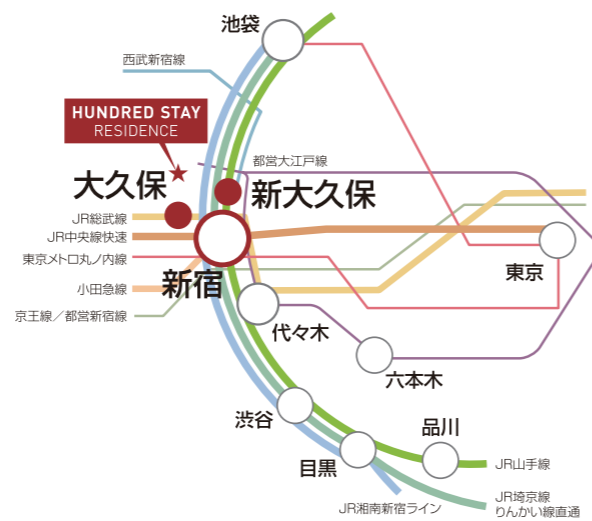 池袋
西武新宿線
HUNDRED STAY
RESIDENCE
都営大江戸線
大久保
新大久保
JR総武線
JR中央線快速
東京メトロ丸ノ内線
新宿
東京
小田急線
京王線／都営新宿線
代々木
六本木
渋谷
品川
目黒
JR山手線
JR埼京線
りんかい線直通
JR湘南新宿ライン